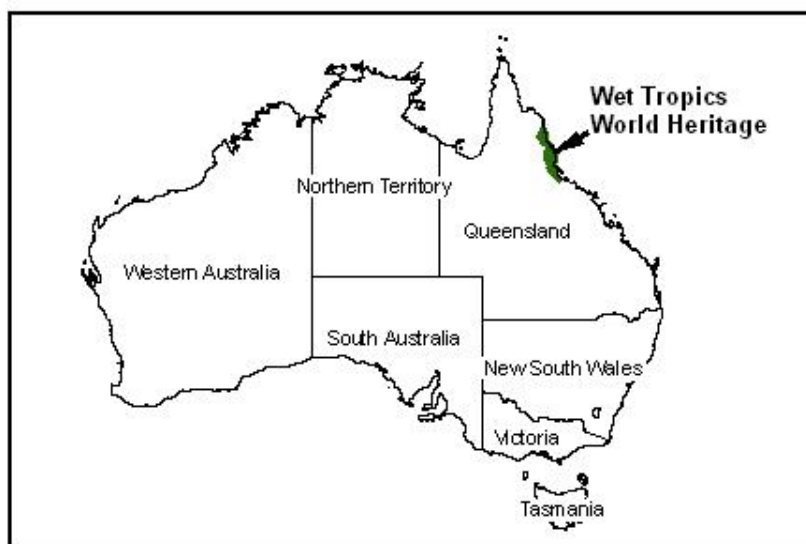 Wet Tropics
World Heritage
Northern Territory
Queensland
Western Australia
South Australia
New South Wales
Victoria
Tasmania